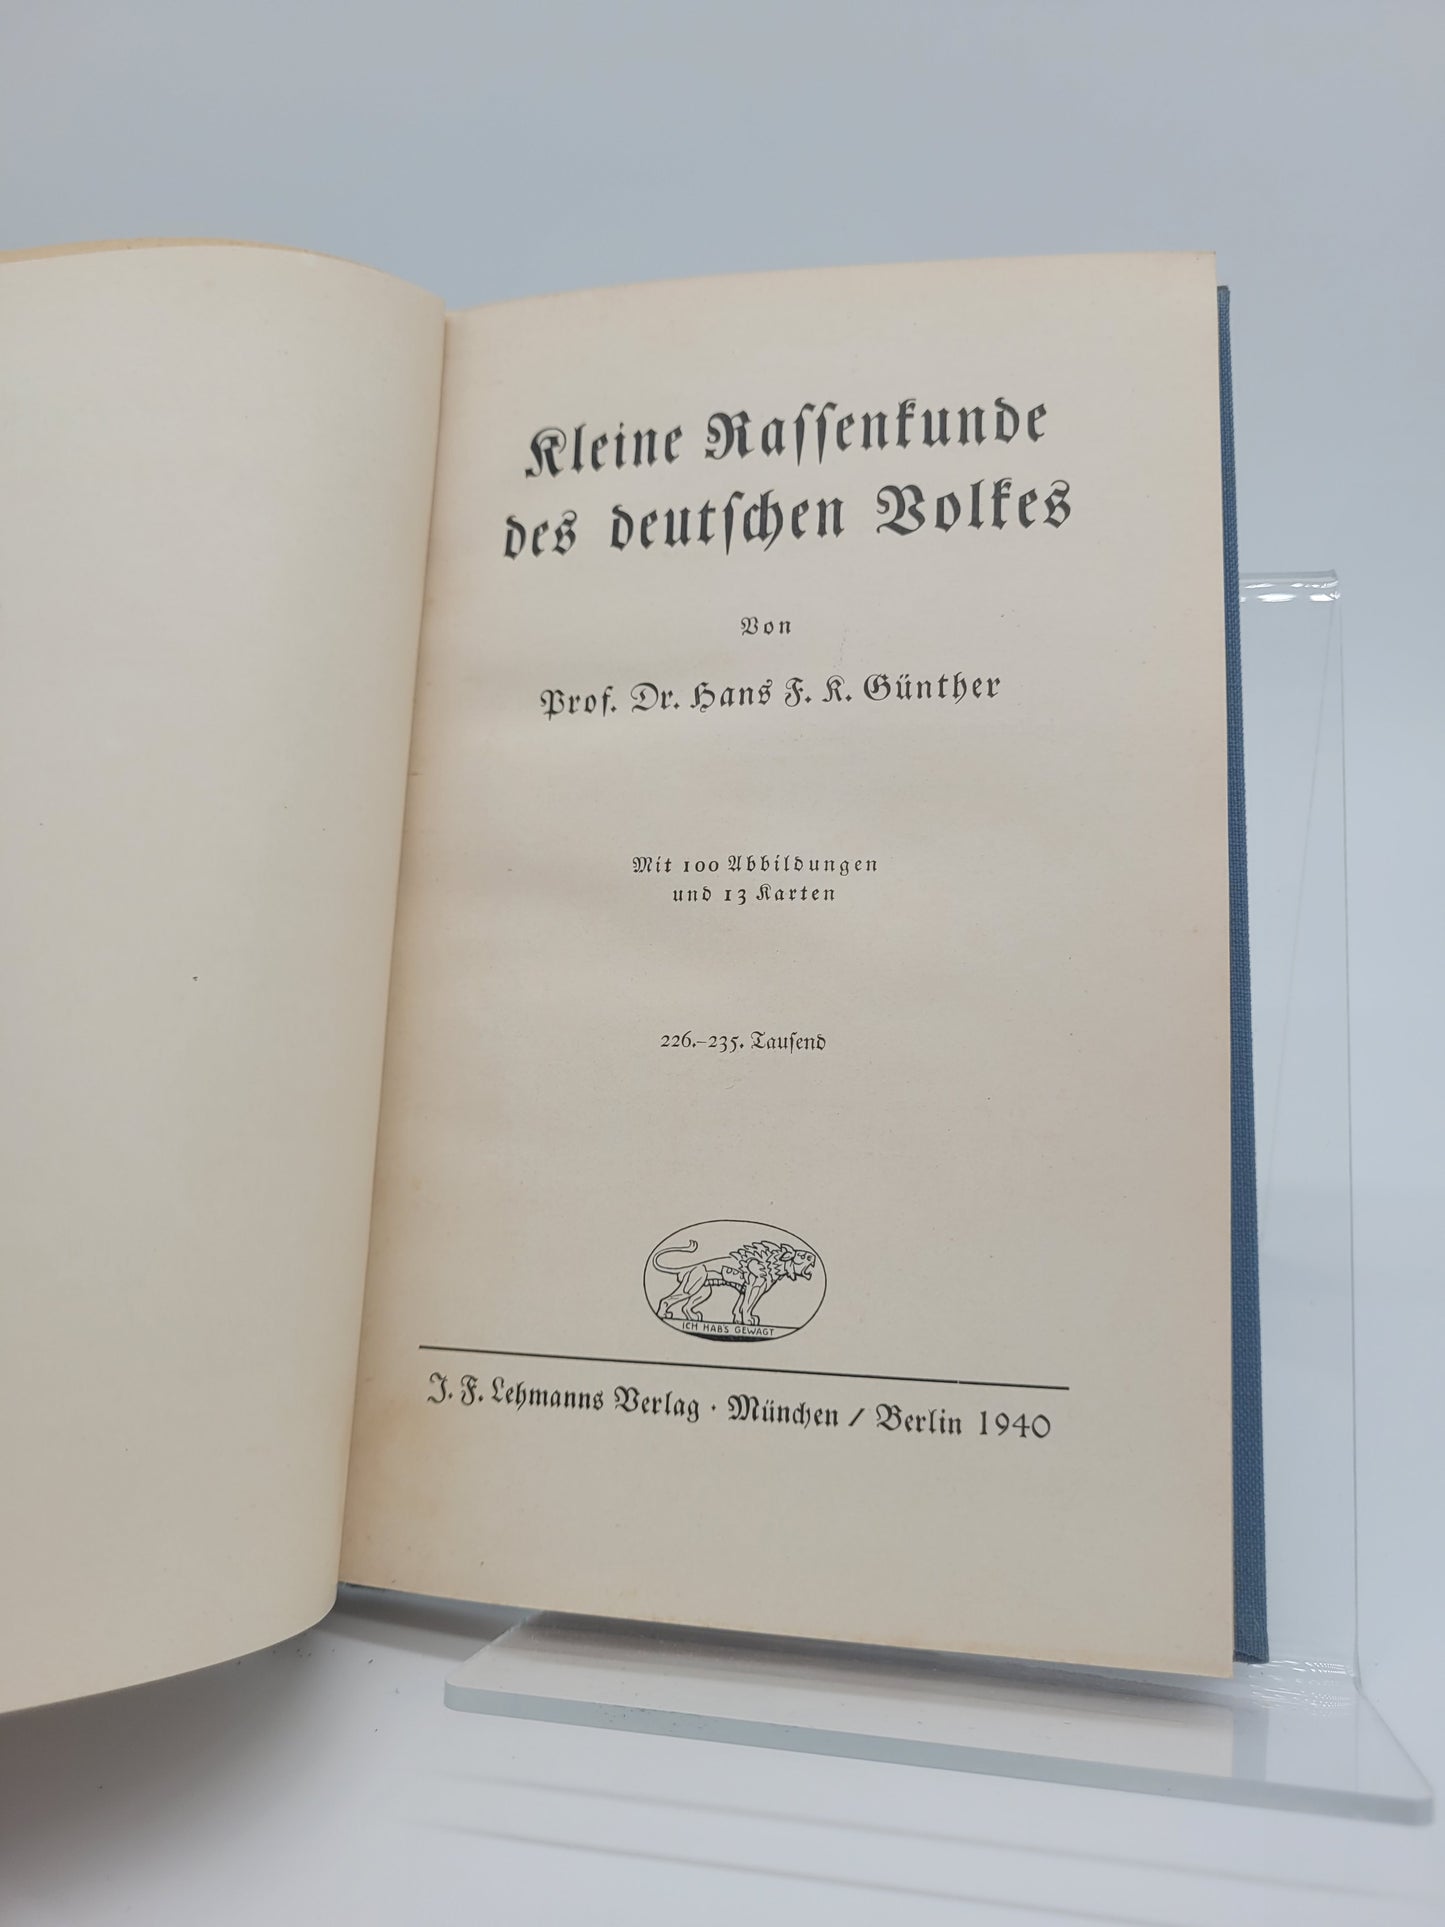 Kleine Rassenkunde
des deutschen Volkes
Von
Prof. Dr. Hans F. K. Günther
Mit 100 Abbildungen
und 13 Karten
226.–235. Tausend
ICH HAB'S GEWAGT
J. F. Lehmanns Verlag · München / Berlin 1940